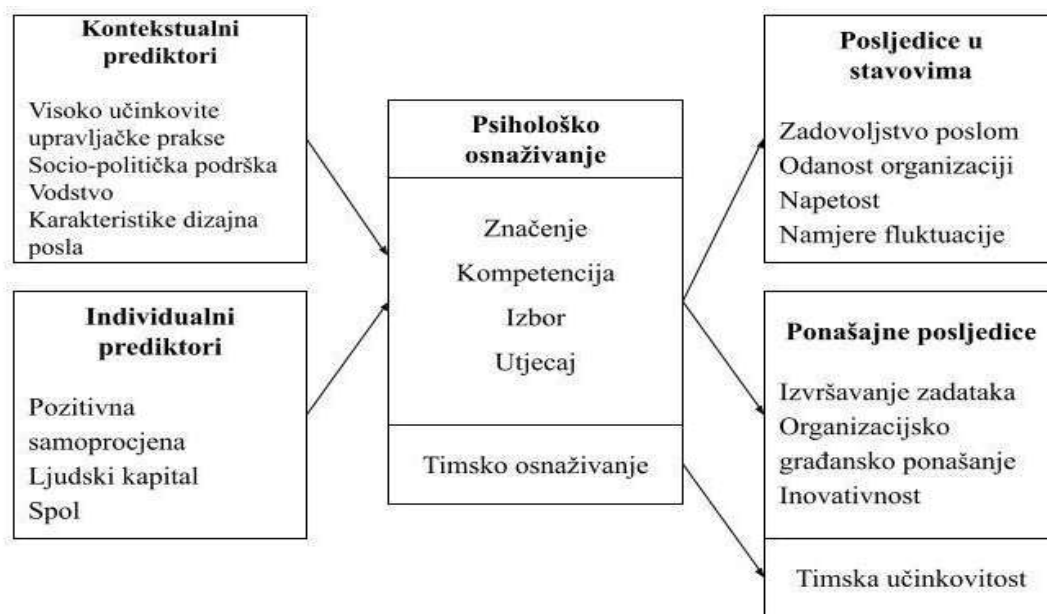 Kontekstualni
prediktori
Visoko učinkovite
upravljačke prakse
Socio-politička podrška
Vodstvo
Karakteristike dizajna
posla
Individualni
prediktori
Pozitivna
samoprocjena
Ljudski kapital
Spol
Psihološko
osnaživanje
Značenje
Kompetencija
Izbor
Utjecaj
Timsko osnaživanje
Posljedice u
stavovima
Zadovoljstvo poslom
Odanost organizaciji
Napetost
Namjere fluktuacije
Ponašajne posljedice
Izvršavanje zadataka
Organizacijsko
građansko ponašanje
Inovativnost
Timska učinkovitost